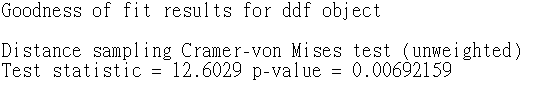 Goodness of fit results for ddf object
Distance sampling Cramer-von Mises test (unweighted)
Test statistic = 12.6029 p-value = 0.00692159